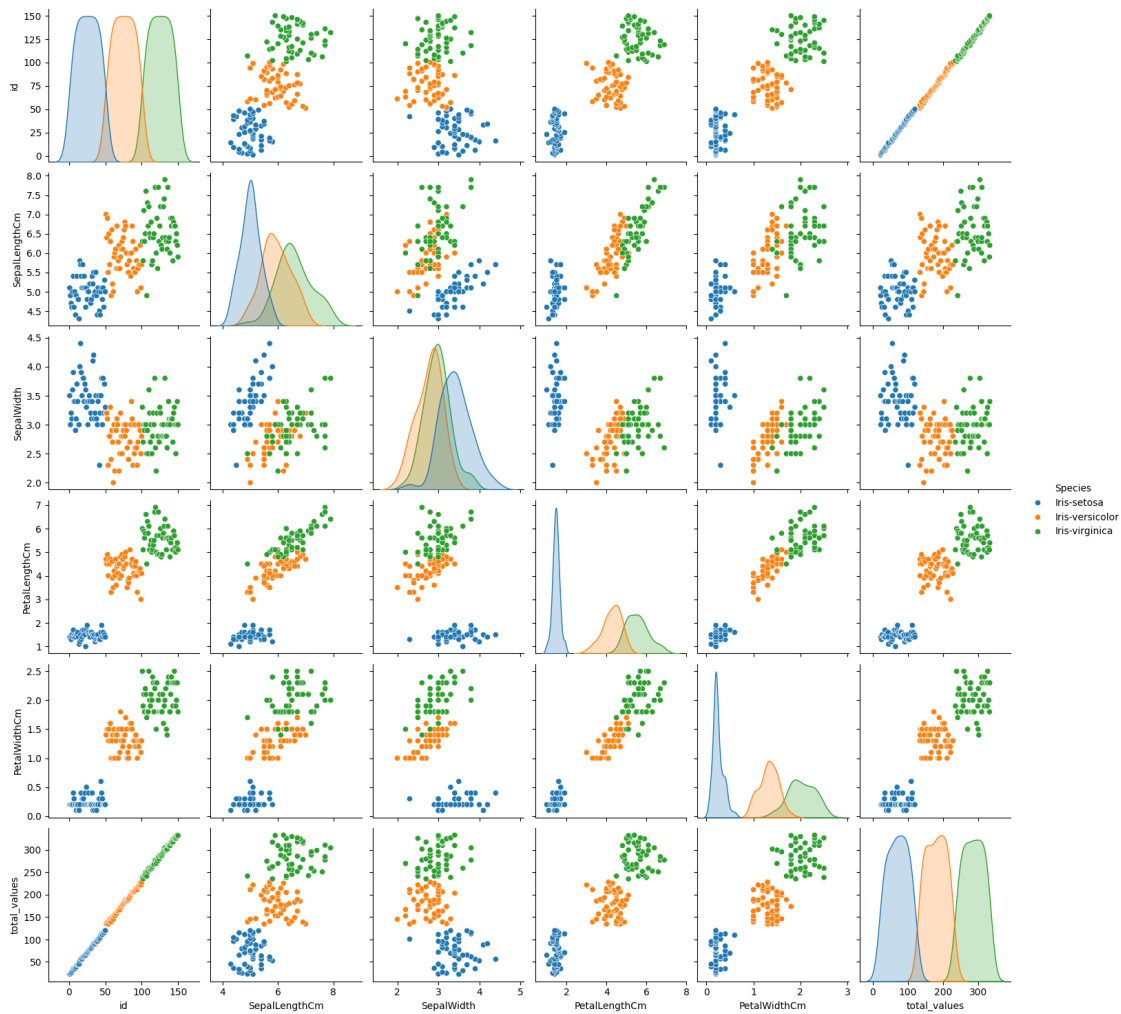 150
125
100
75
50
25
0
id
8.0
7.5
7.0
6.5
6.0
5.5
5.0
4.5
SepalLengthCm
4.5
4.0
3.5
3.0
2.5
2.0
SepalWidth
7
6
5
4
3
2
1
PetalLengthCm
2.5
2.0
1.5
1.0
0.5
0.0
PetalWidthCm
300
250
200
150
100
50
total_values
0 50 100 150
id
4 6 8
SepalLengthCm
2 3 4 5
SepalWidth
2 4 6 8
PetalLengthCm
0 1 2 3
PetalWidthCm
0 100 200 300
total_values
Species
Iris-setosa
Iris-versicolor
Iris-virginica